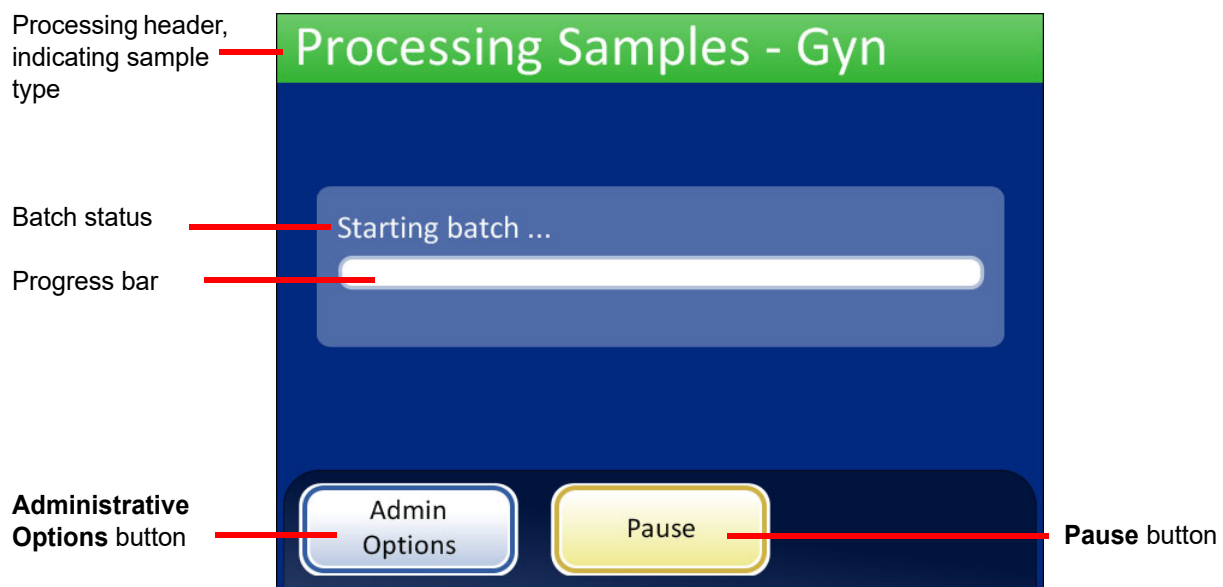 Processing header,
indicating sample
type
Processing Samples - Gyn
Batch status
Starting batch ...
Progress bar
Administrative
Options button
Admin
Options
Pause
Pause button